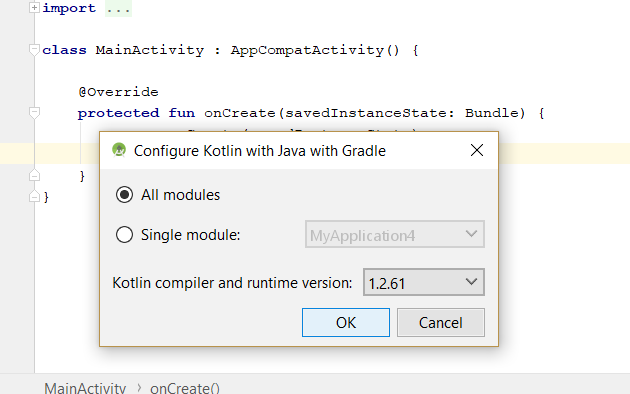 import ...
class MainActivity : AppCompatActivity() {
@Override
protected fun onCreate(savedInstanceState: Bundle) {
Configure Kotlin with Java with Gradle
All modules
}
}
Single module:
MyApplication4
Kotlin compiler and runtime version:
1.2.61
OK
Cancel
MainActivity › onCreate()